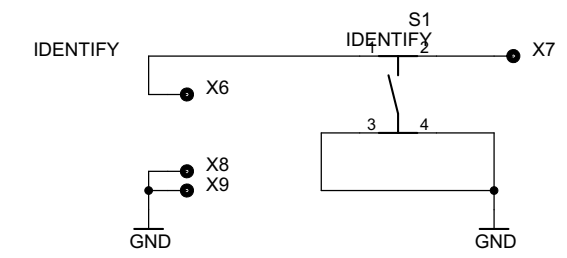 S1
IDENTIFY
IDENTIFY
1 2
X7
X6
3 4
X8
X9
GND
GND